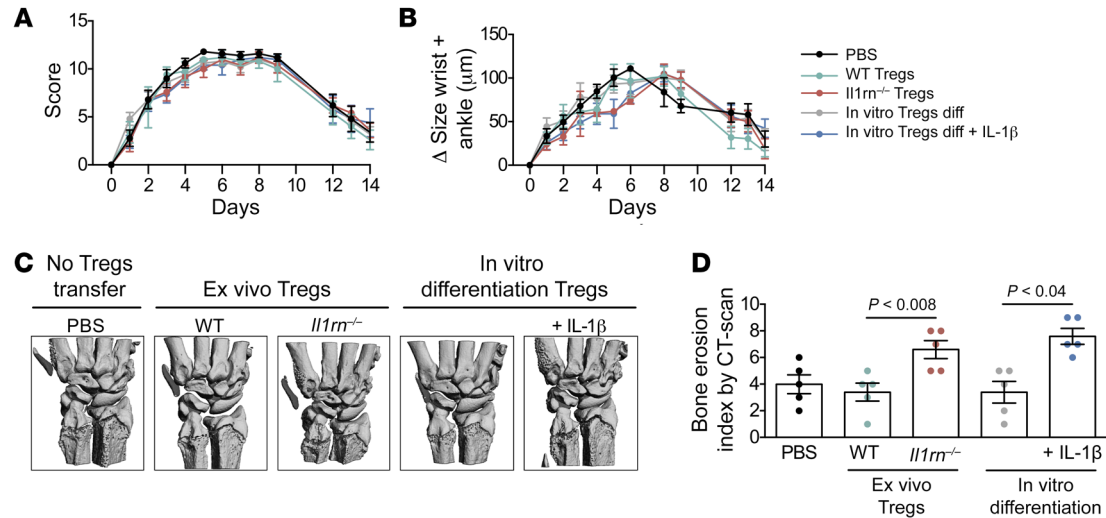 A
15
10
5
0
Score
0 2 4 6 8 10 12 14
Days
B
150
100
50
0
Δ Size wrist +
ankle (μm)
0 2 4 6 8 10 12 14
Days
PBS
WT Tregs
Il1rn–/– Tregs
In vitro Tregs diff
In vitro Tregs diff + IL-1β
C
No Tregs
transfer
Ex vivo Tregs
In vitro
differentiation Tregs
PBS
WT
Il1rn–/–
+ IL-1β
D
Bone erosion
index by CT-scan
10
8
6
4
2
0
P < 0.008
P < 0.04
PBS
WT
Il1rn–/–
+ IL-1β
Ex vivo
Tregs
In vitro
differentiation